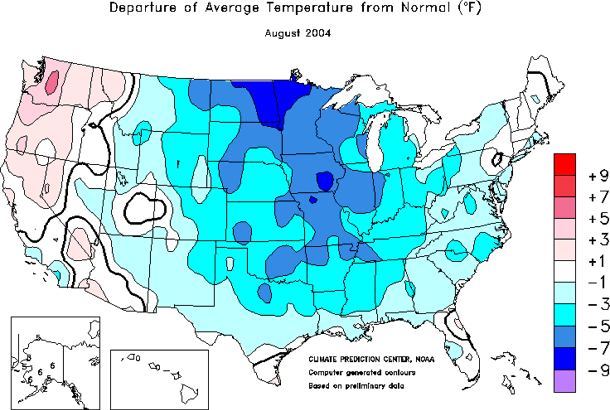 Departure of Average Temperature from Normal (°F)
August 2004
+9
+7
+5
+3
+1
−1
−3
−5
−7
−9
CLIMATE PREDICTION CENTER, NOAA
Computer generated contours
Based on preliminary data